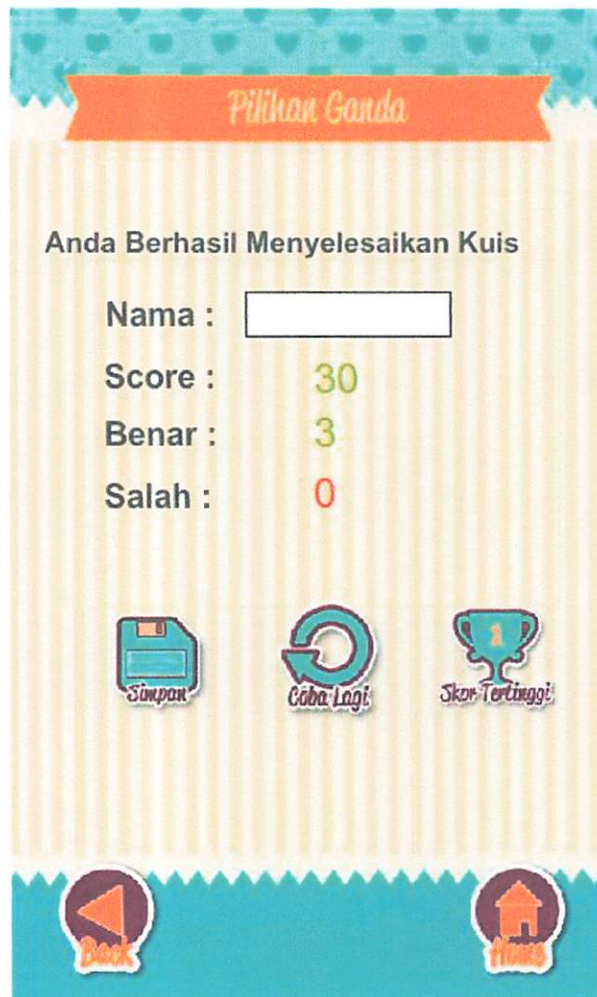 Pilihan Ganda
Anda Berhasil Menyelesaikan Kuis
Nama :
Score : 30
Benar : 3
Salah : 0
1
Simpan
Coba Lagi
Skor Tertinggi
Back
Home